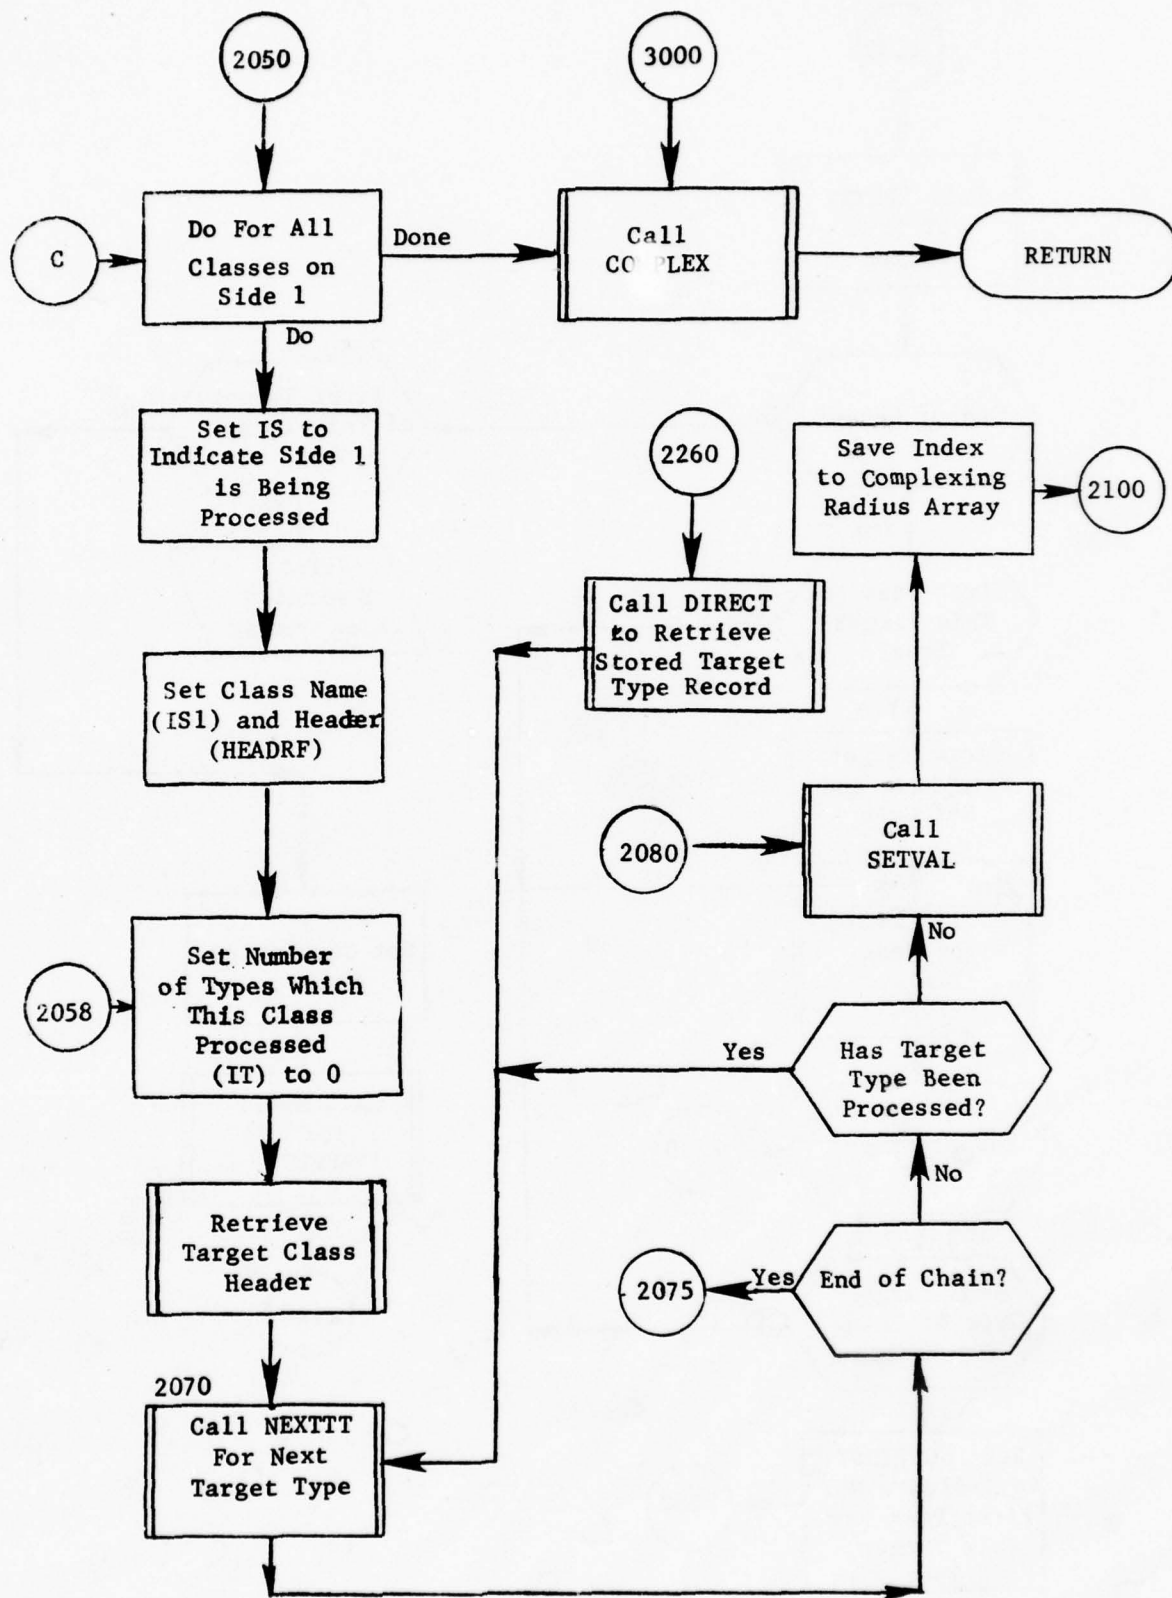 2050
3000
C
Do For All
Classes on
Side 1
Done
Call
COMPLEX
RETURN
Do
Set IS to
Indicate Side 1
is Being
Processed
2260
Save Index
to Complexing
Radius Array
2100
Call DIRECT
to Retrieve
Stored Target
Type Record
Set Class Name
(IS1) and Header
(HEADRF)
2080
Call
SETVAL
No
2058
Set Number
of Types Which
This Class
Processed
(IT) to 0
Yes
Has Target
Type Been
Processed?
No
Retrieve
Target Class
Header
2075
Yes
End of Chain?
2070
Call NEXTTT
For Next
Target Type